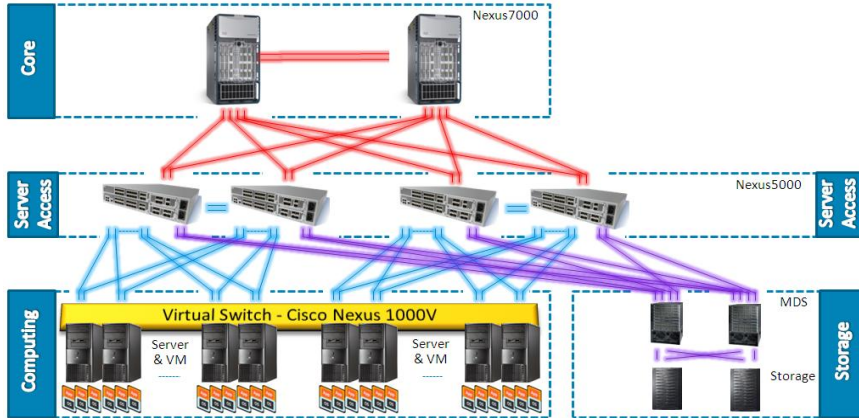 Core
Nexus7000
Server
Access
Nexus5000
Server
Access
Computing
Virtual Switch - Cisco Nexus 1000V
Server
& VM
Server
& VM
MDS
Storage
Storage